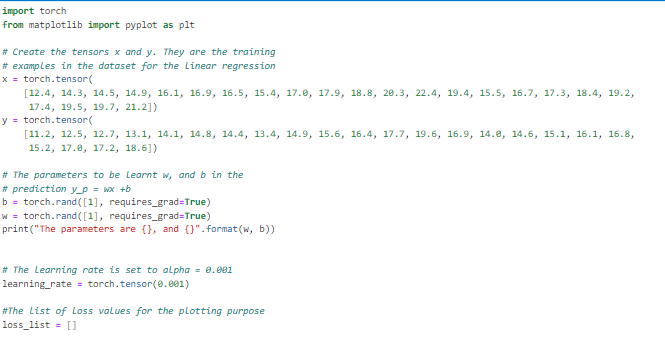 import torch
from matplotlib import pyplot as plt
# Create the tensors x and y. They are the training
# examples in the dataset for the linear regression
x = torch.tensor(
[12.4, 14.3, 14.5, 14.9, 16.1, 16.9, 16.5, 15.4, 17.0, 17.9, 18.8, 20.3, 22.4, 19.4, 15.5, 16.7, 17.3, 18.4, 19.2,
17.4, 19.5, 19.7, 21.2])
y = torch.tensor(
[11.2, 12.5, 12.7, 13.1, 14.1, 14.8, 14.4, 13.4, 14.9, 15.6, 16.4, 17.7, 19.6, 16.9, 14.0, 14.6, 15.1, 16.1, 16.8,
15.2, 17.0, 17.2, 18.6])
# The parameters to be learnt w, and b in the
# prediction y_p = wx +b
b = torch.rand([1], requires_grad=True)
w = torch.rand([1], requires_grad=True)
print("The parameters are {}, and {}".format(w, b))
# The learning rate is set to alpha = 0.001
learning_rate = torch.tensor(0.001)
#The list of loss values for the plotting purpose
loss_list = []